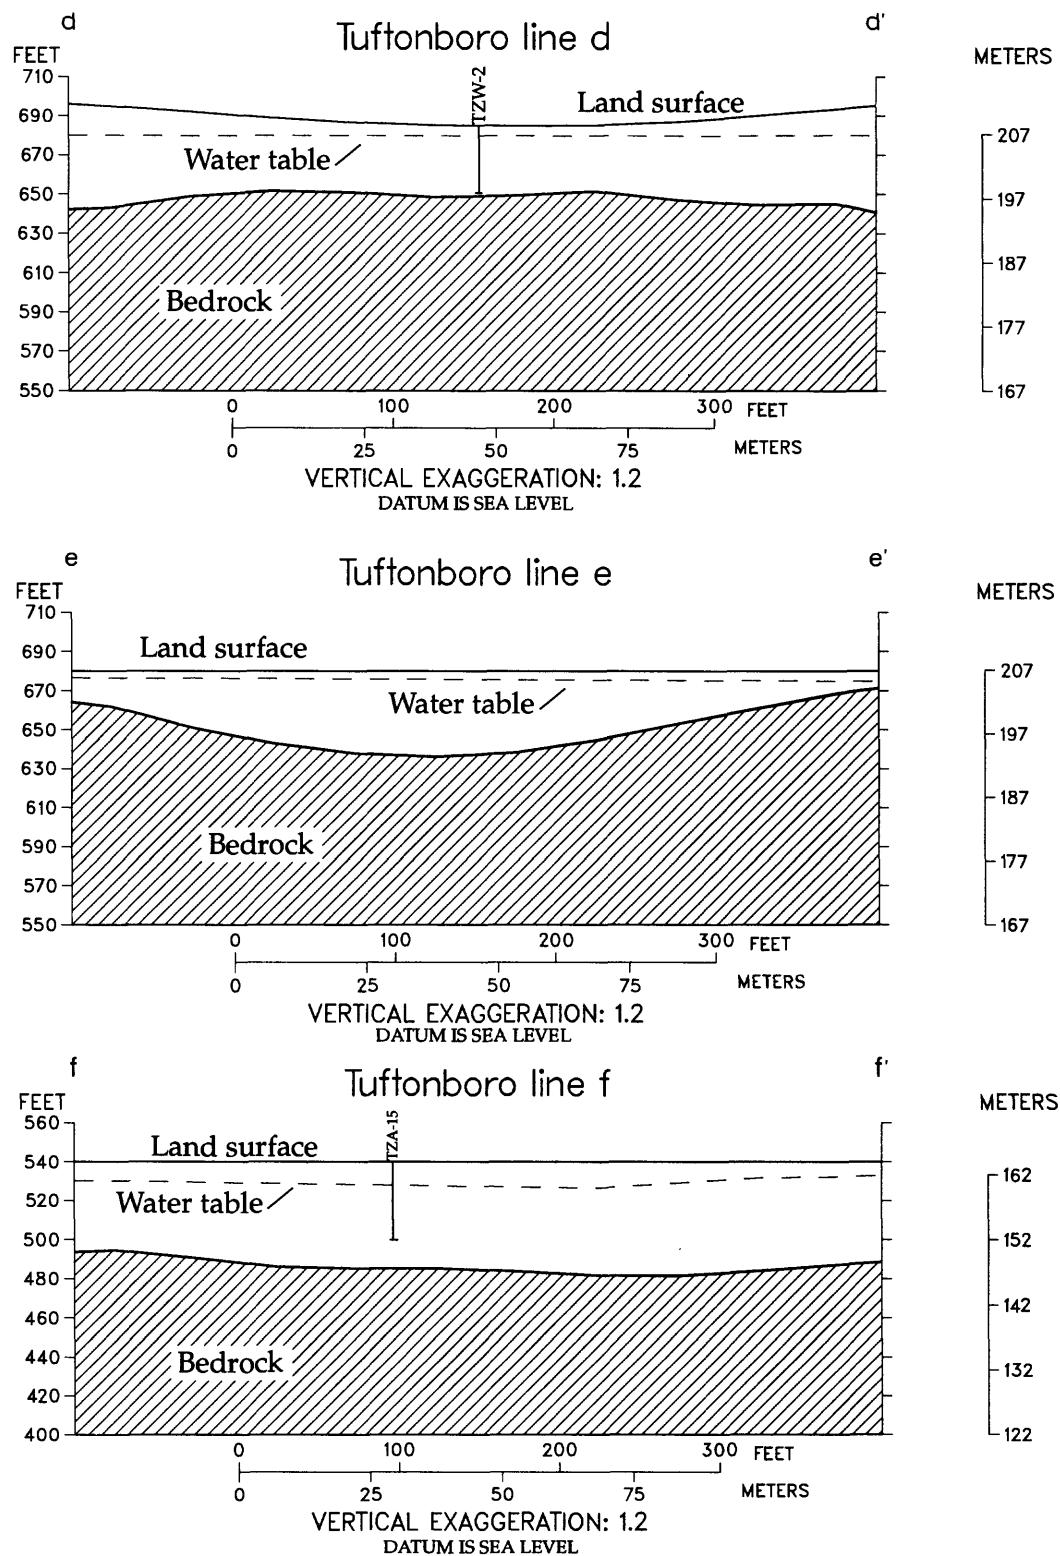 d d'
Tuftonboro line d
FEET METERS
710
TZW-2
Land surface
690
207
Water table
670
650
197
630
610
187
Bedrock
590
177
570
550
167
0 100 200 300 FEET
0 25 50 75 METERS
VERTICAL EXAGGERATION: 1.2
DATUM IS SEA LEVEL
e e'
Tuftonboro line e
FEET METERS
710
690
Land surface
207
670
Water table
650
197
630
610
187
590
Bedrock
177
570
550
167
0 100 200 300 FEET
0 25 50 75 METERS
VERTICAL EXAGGERATION: 1.2
DATUM IS SEA LEVEL
f f'
Tuftonboro line f
FEET METERS
560
TZA-15
Land surface
540
162
520
Water table
500
152
480
460
142
440
Bedrock
132
420
400
122
0 100 200 300 FEET
0 25 50 75 METERS
VERTICAL EXAGGERATION: 1.2
DATUM IS SEA LEVEL